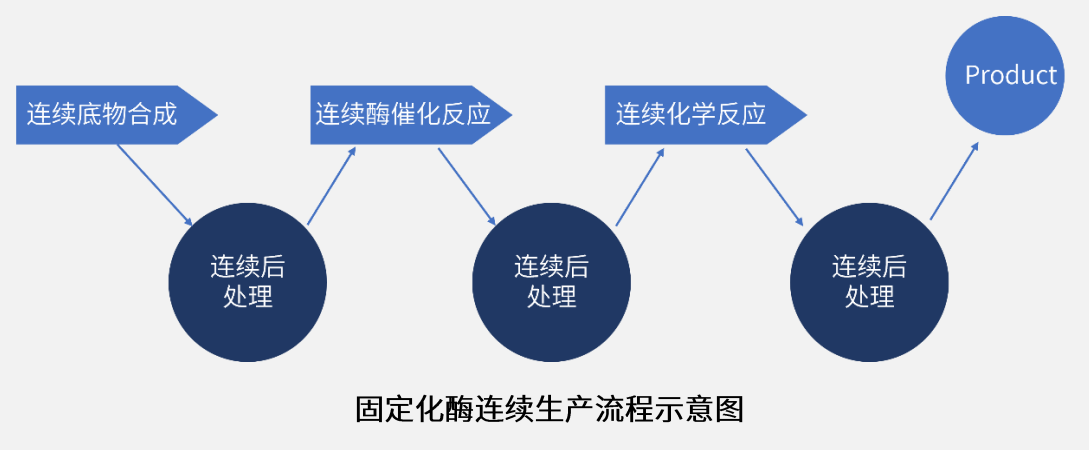 Product
连续底物合成
连续酶催化反应
连续化学反应
连续后
处理
连续后
处理
连续后
处理
固定化酶连续生产流程示意图